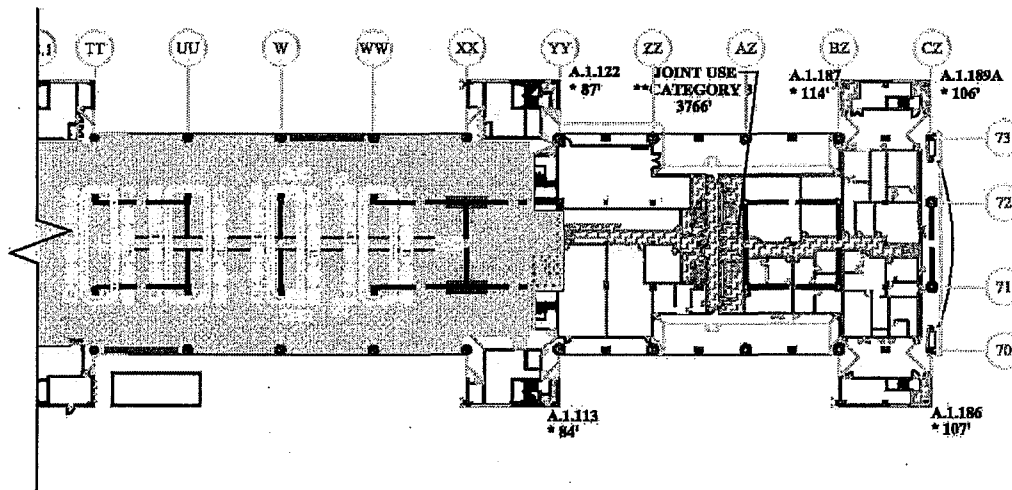 TT
UU
W
WW
XX
YY
ZZ
AZ
BZ
CZ
A.1.122
* 87'
JOINT USE
**CATEGORY 3
3766'
A.1.187
* 114'
A.1.189A
* 106'
73
72
71
70
A.1.113
* 84'
A.1.186
* 107'